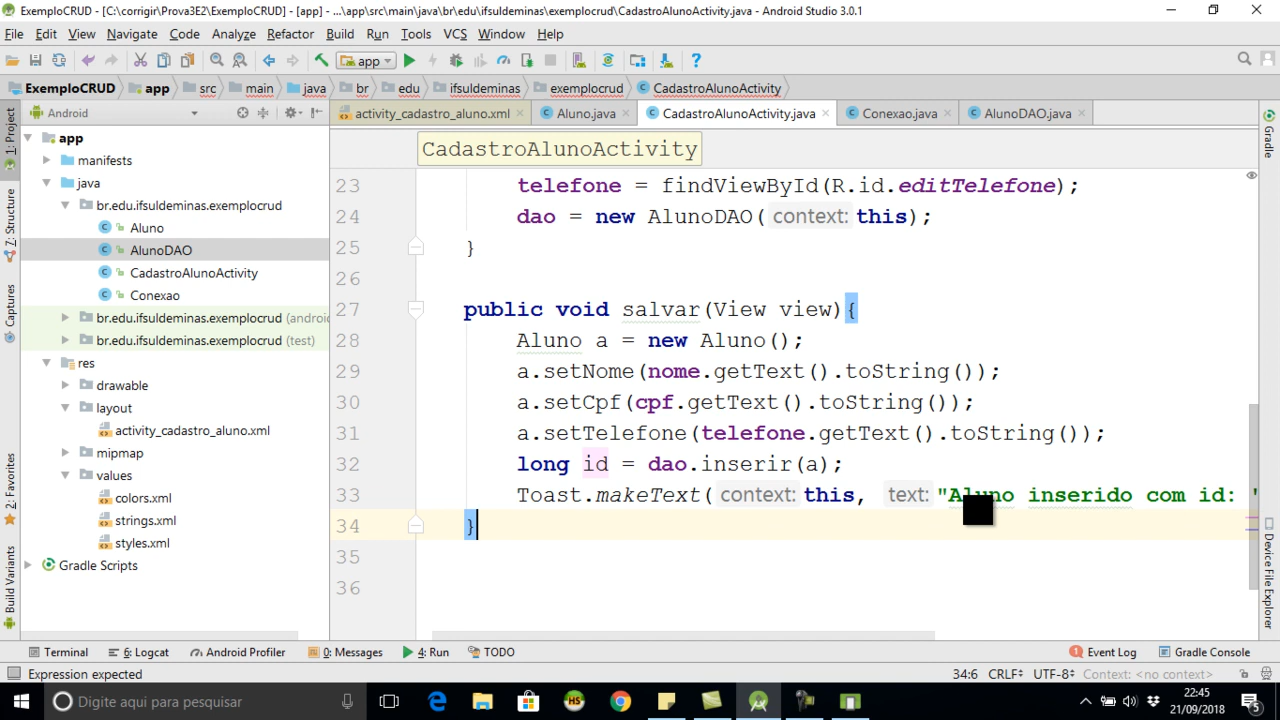 ExemploCRUD - [C:\corrigir\Prova3E2\ExemploCRUD] - [app] - ...\app\src\main\java\br\edu\ifsuldeminas\exemplocrud\CadastroAlunoActivity.java - Android Studio 3.0.1
File Edit View Navigate Code Analyze Refactor Build Run Tools VCS Window Help
app
ExemploCRUD app src main java br edu ifsuldeminas exemplocrud CadastroAlunoActivity
Android
activity_cadastro_aluno.xml Aluno.java CadastroAlunoActivity.java Conexao.java AlunoDAO.java
1: Project
Z: Structure
Captures
2: Favorites
Build Variants
app
manifests
java
br.edu.ifsuldeminas.exemplocrud
Aluno
AlunoDAO
CadastroAlunoActivity
Conexao
br.edu.ifsuldeminas.exemplocrud (andro
br.edu.ifsuldeminas.exemplocrud (test)
res
drawable
layout
activity_cadastro_aluno.xml
mipmap
values
colors.xml
strings.xml
styles.xml
Gradle Scripts
CadastroAlunoActivity
23 telefone = findViewById(R.id.editTelefone);
24 dao = new AlunoDAO( context: this);
25 }
26
27 public void salvar(View view){
28 Aluno a = new Aluno();
29 a.setNome(nome.getText().toString());
30 a.setCpf(cpf.getText().toString());
31 a.setTelefone(telefone.getText().toString());
32 long id = dao.inserir(a);
33 Toast.makeText( context: this, text: "Aluno inserido com id: "
34 }
35
36
Gradle
Device File Explorer
Terminal 6: Logcat Android Profiler 0: Messages 4: Run TODO Event Log Gradle Console
Expression expected 34:6 CRLF UTF-8 Context: <no context>
Digite aqui para pesquisar
HS
22:45
21/09/2018
5